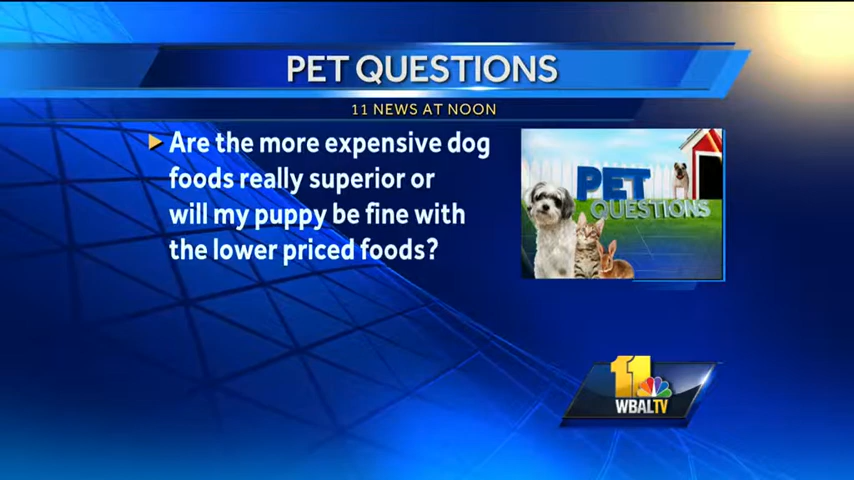 PET QUESTIONS
11 NEWS AT NOON
Are the more expensive dog
foods really superior or
will my puppy be fine with
the lower priced foods?
PET
QUESTIONS
11
WBALTV